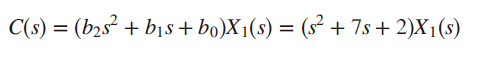 C(s) = (b₂s² + b₁s + b₀)X₁(s) = (s² + 7s + 2)X₁(s)